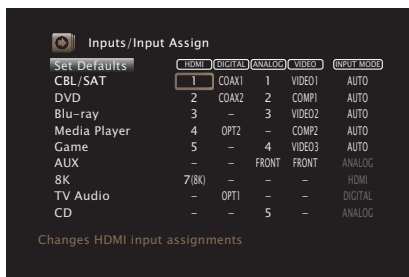 Inputs/Input Assign
Set Defaults HDMI DIGITAL ANALOG VIDEO INPUT MODE
CBL/SAT 1 COAX1 1 VIDEO1 AUTO
DVD 2 COAX2 2 COMP1 AUTO
Blu-ray 3 – 3 VIDEO2 AUTO
Media Player 4 OPT2 – COMP2 AUTO
Game 5 – 4 VIDEO3 AUTO
AUX – – FRONT FRONT ANALOG
8K 7(8K) – – – HDMI
TV Audio – OPT1 – – DIGITAL
CD – – 5 – ANALOG
Changes HDMI input assignments